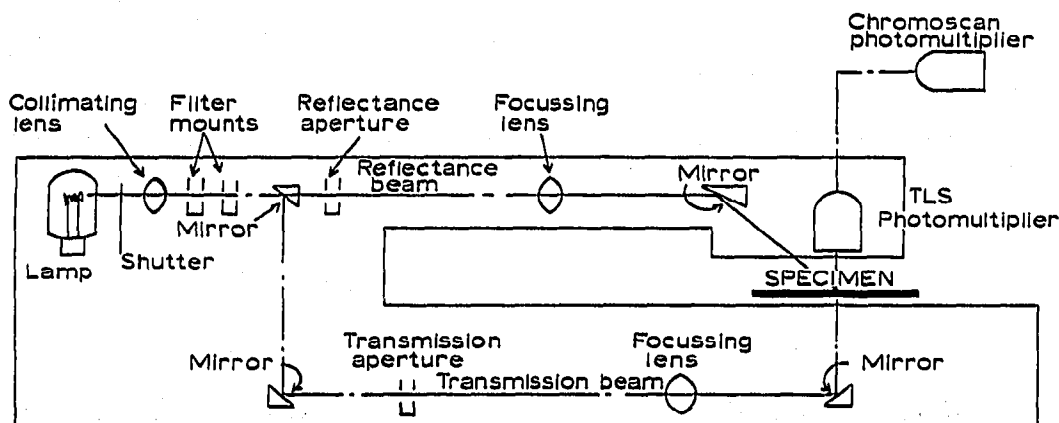 Chromoscan
photomultiplier
Collimating
lens
Filter
mounts
Reflectance
aperture
Focussing
lens
Reflectance
beam
Mirror
Mirror
TLS
Photomultiplier
Lamp
Shutter
SPECIMEN
Transmission
aperture
Focussing
lens
Mirror
Mirror
Transmission beam